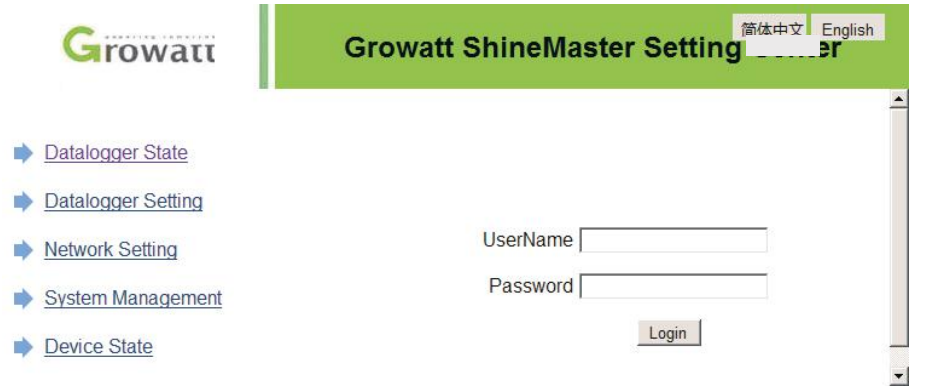 Growatt
简体中文 English
Growatt ShineMaster Setting
Datalogger State
Datalogger Setting
Network Setting
System Management
Device State
UserName
Password
Login